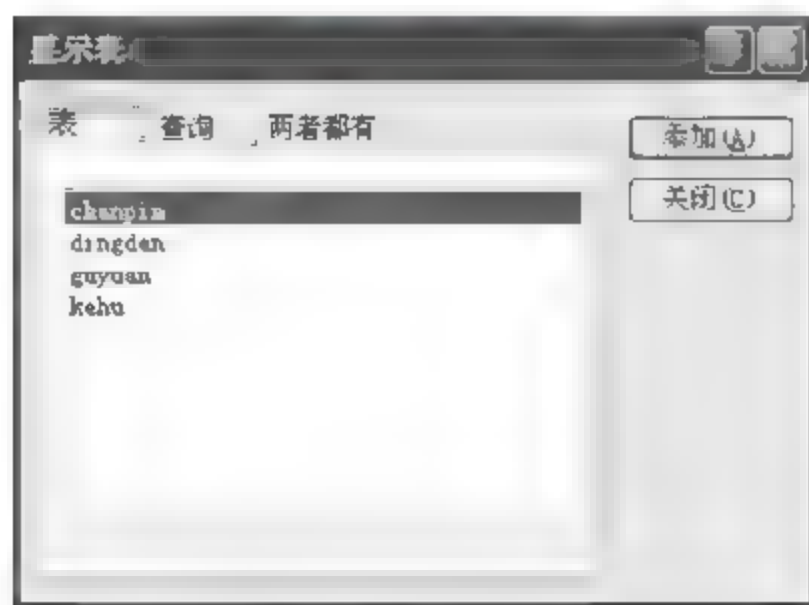 显示表
表 查询 两者都有
添加(A)
关闭(C)
chanpin
dingdan
guyuan
kehu